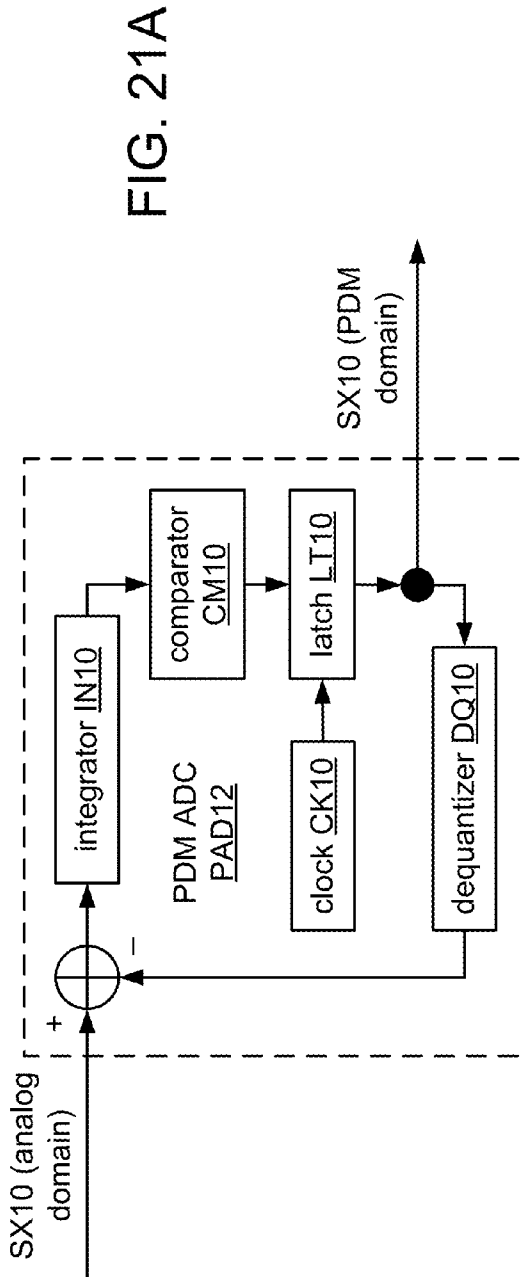 FIG. 21A
SX10 (analog
domain)
+
−
integrator IN10
comparator
CM10
PDM ADC
PAD12
clock CK10
latch LT10
SX10 (PDM
domain)
dequantizer DQ10